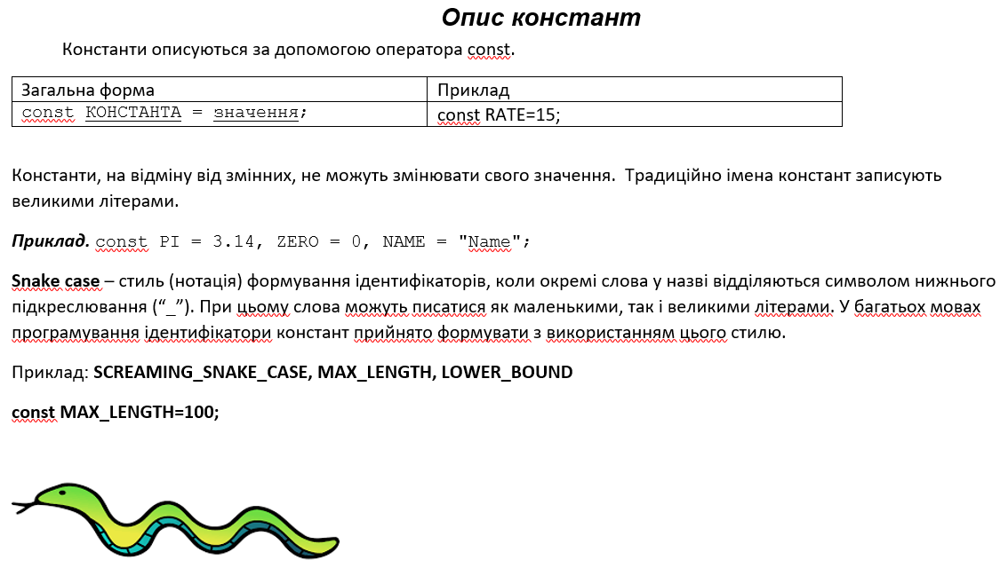 Опис констант
Константи описуються за допомогою оператора const.
Загальна форма
Приклад
const КОНСТАНТА = значення;
const RATE=15;
Константи, на відміну від змінних, не можуть змінювати свого значення.  Традиційно імена констант записують
великими літерами.
Приклад. const PI = 3.14, ZERO = 0, NAME = "Name";
Snake case – стиль (нотація) формування ідентифікаторів, коли окремі слова у назві відділяються символом нижнього
підкреслювання (“_”). При цьому слова можуть писатися як маленькими, так і великими літерами. У багатьох мовах
програмування ідентифікатори констант прийнято формувати з використанням цього стилю.
Приклад: SCREAMING_SNAKE_CASE, MAX_LENGTH, LOWER_BOUND
const MAX_LENGTH=100;